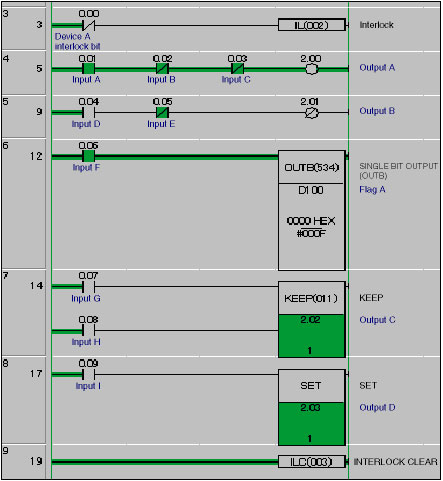 3 3 0.00 IL(002) Interlock
Device A
interlock bit
4 5 0.01 0.02 0.03 2.00 Output A
Input A Input B Input C
5 9 0.04 0.05 2.01 Output B
Input D Input E
6 12 0.06
Input F
OUTB(534) SINGLE BIT OUTPUT
(OUTB)
D100 Flag A
0000 HEX
#000F
7 14 0.07
Input G
KEEP(011) KEEP
0.08 2.02 Output C
Input H
1
8 17 0.09
Input I
SET SET
2.03 Output D
1
9 19 ILC(003) INTERLOCK CLEAR